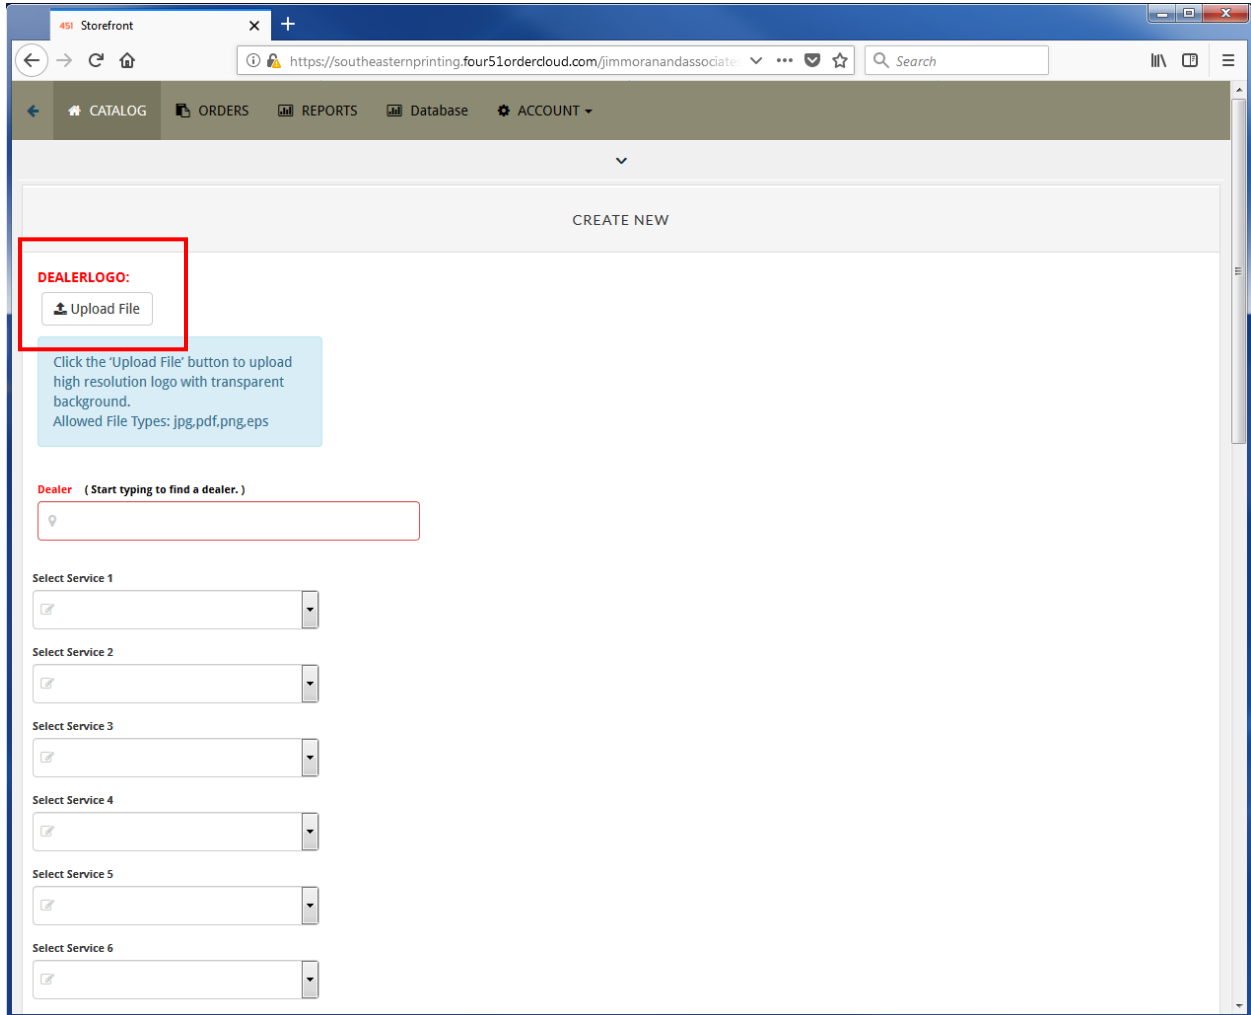 451 Storefront
https://southeasternprinting.four51ordercloud.com/jimmoranandassociates
Search
CATALOG ORDERS REPORTS Database ACCOUNT
CREATE NEW
DEALERLOGO:
Upload File
Click the ‘Upload File’ button to upload
high resolution logo with transparent
background.
Allowed File Types: jpg,pdf,png,eps
Dealer ( Start typing to find a dealer. )
Select Service 1
Select Service 2
Select Service 3
Select Service 4
Select Service 5
Select Service 6